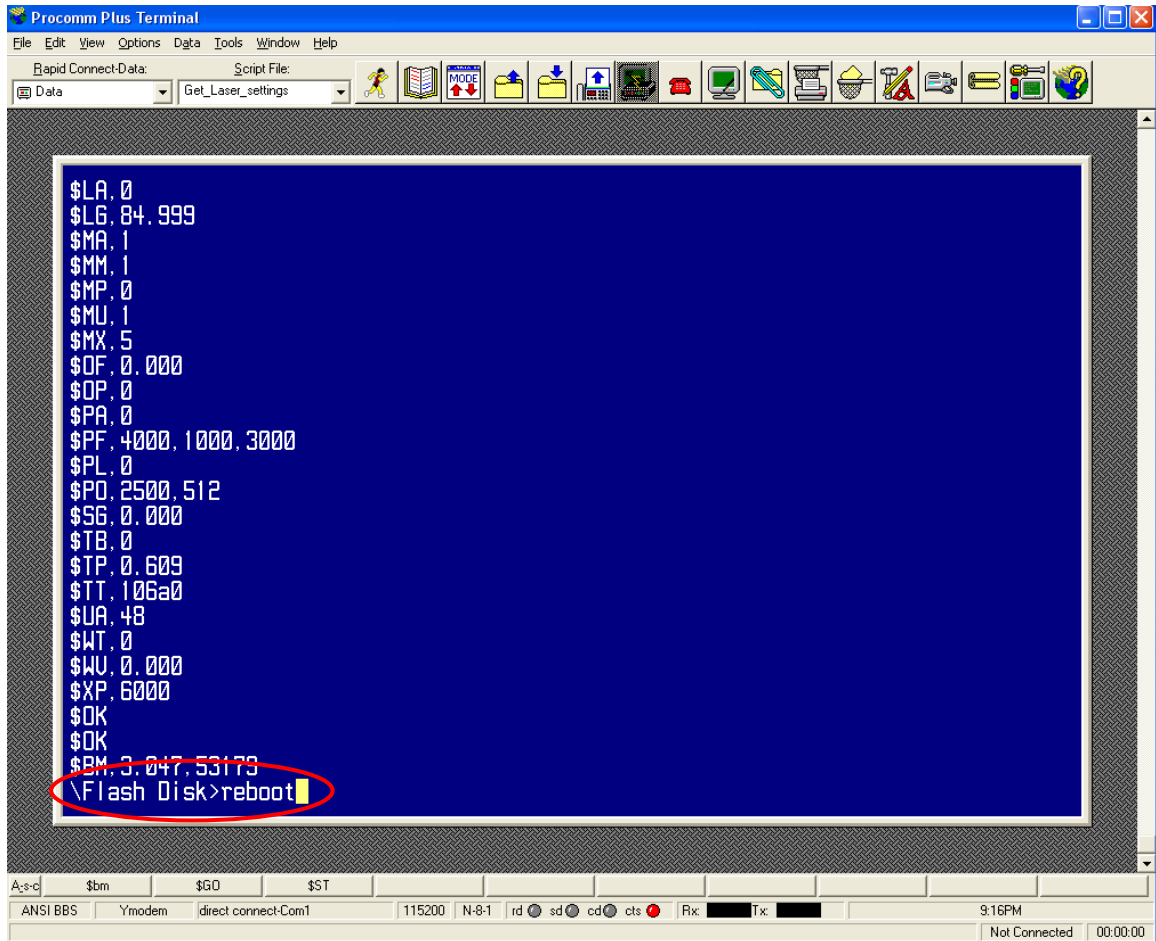 Procomm Plus Terminal
File Edit View Options Data Tools Window Help
Rapid Connect-Data: Script File:
Data Get_Laser_settings
MODE
$LA,0
$LG,84.999
$MA,1
$MM,1
$MP,0
$MU,1
$MX,5
$OF,0.000
$OP,0
$PA,0
$PF,4000,1000,3000
$PL,0
$PO,2500,512
$SG,0.000
$TB,0
$TP,0.609
$TT,106a0
$UA,48
$WT,0
$WV,0.000
$XP,6000
$OK
$OK
$BM,3.047,53173
\Flash Disk>reboot
A-s-c $bm $GO $ST
ANSI BBS Ymodem direct connect-Com1 115200 N-8-1 rd sd cd cts Rx: Tx: 9:16PM
Not Connected 00:00:00